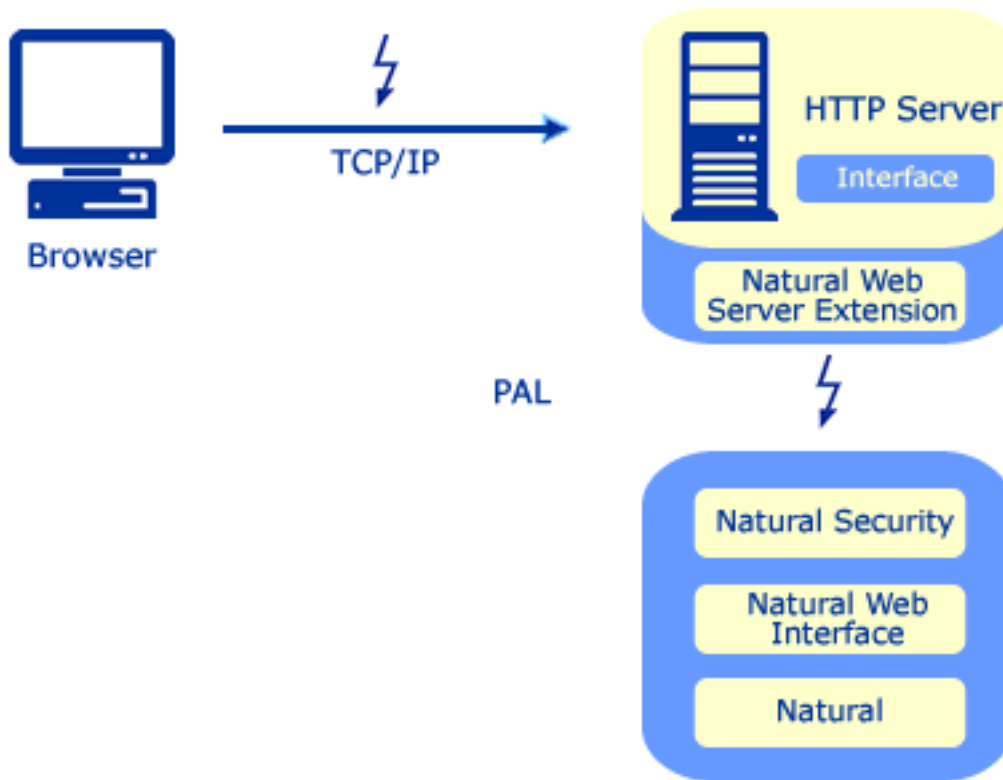 HTTP Server
TCP/IP
Interface
Browser
Natural Web
Server Extension
PAL
Natural Security
Natural Web
Interface
Natural